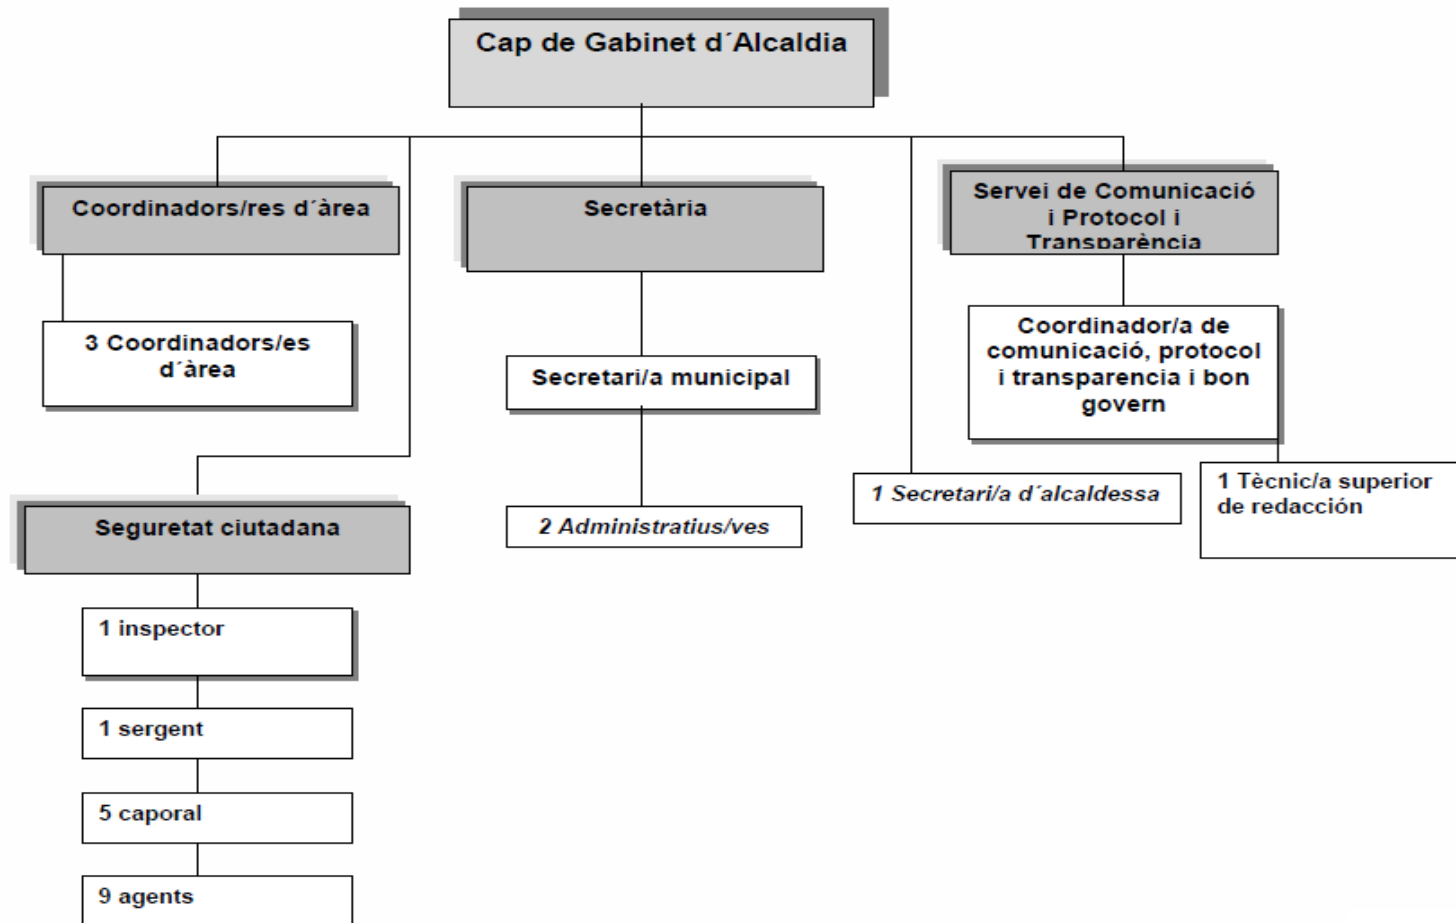 Cap de Gabinet d´Alcaldia
Coordinadors/res d´àrea
Secretària
Servei de Comunicació
i Protocol i
Transparència
3 Coordinadors/es
d´àrea
Secretari/a municipal
Coordinador/a de
comunicació, protocol
i transparencia i bon
govern
1 Secretari/a d´alcaldessa
1 Tècnic/a superior
de redacción
Seguretat ciutadana
2 Administratius/ves
1 inspector
1 sergent
5 caporal
9 agents